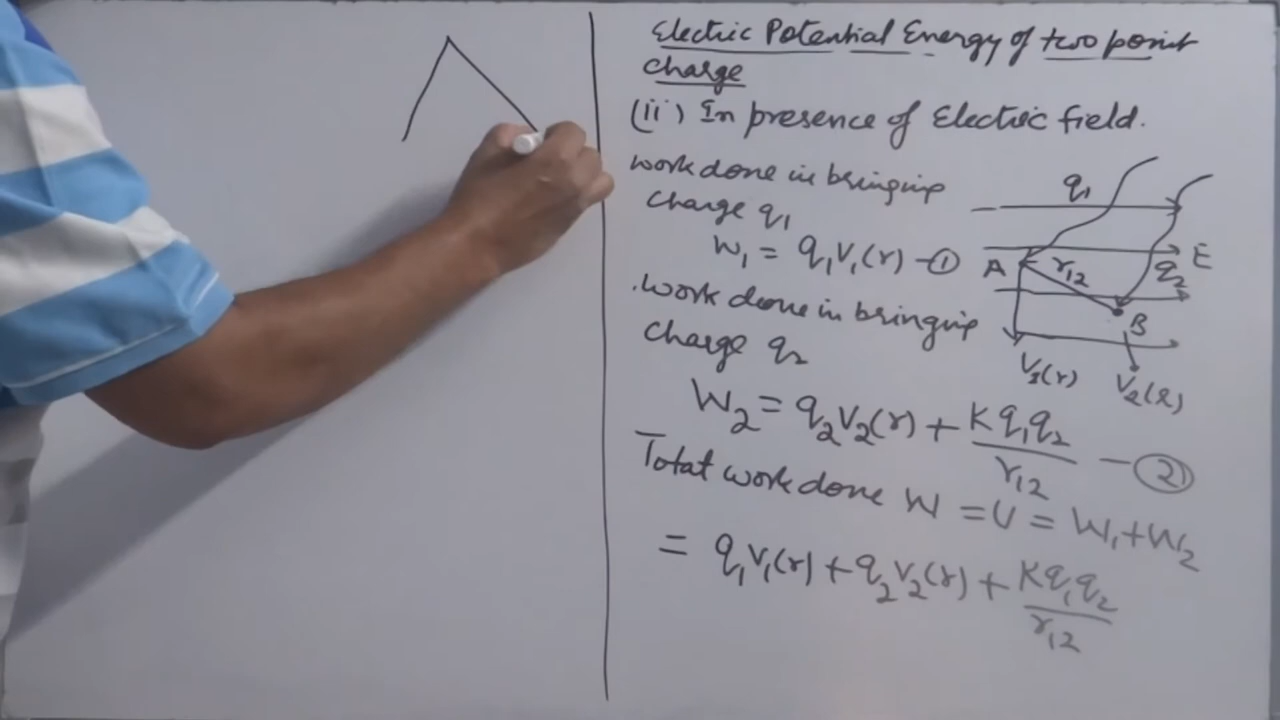 Electric Potential Energy of two point
charge
(ii) In presence of Electric field.
work done in bringing
charge q₁
W₁ = q₁V₁(r) -①
.work done in bringing
charge q₂
W₂ = q₂V₂(r) + Kq₁q₂/r₁₂ -②
Total work done W = U = W₁+W₂
= q₁V₁(r) + q₂V₂(r) + Kq₁q₂/r₁₂
q₁
E
A r₁₂ q₂
B
V₁(r) V₂(r)